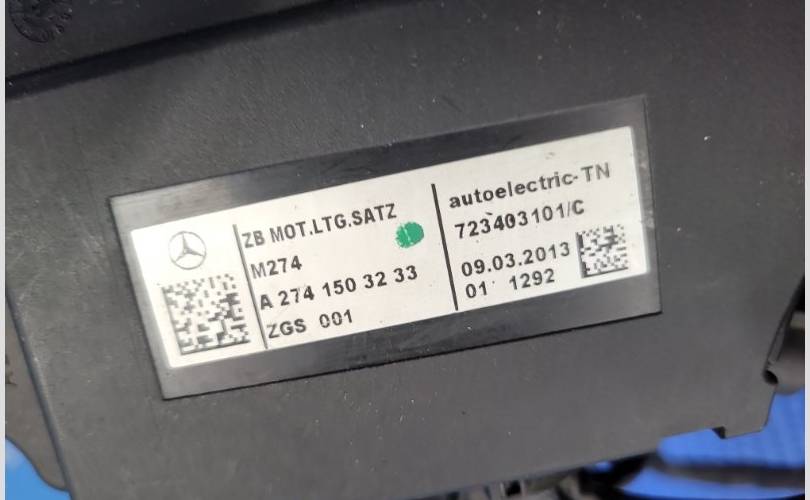 ZB MOT.LTG.SATZ
M274
A 274 150 32 33
ZGS 001
autoelectric-TN
723403101/C
09.03.2013
01 1292